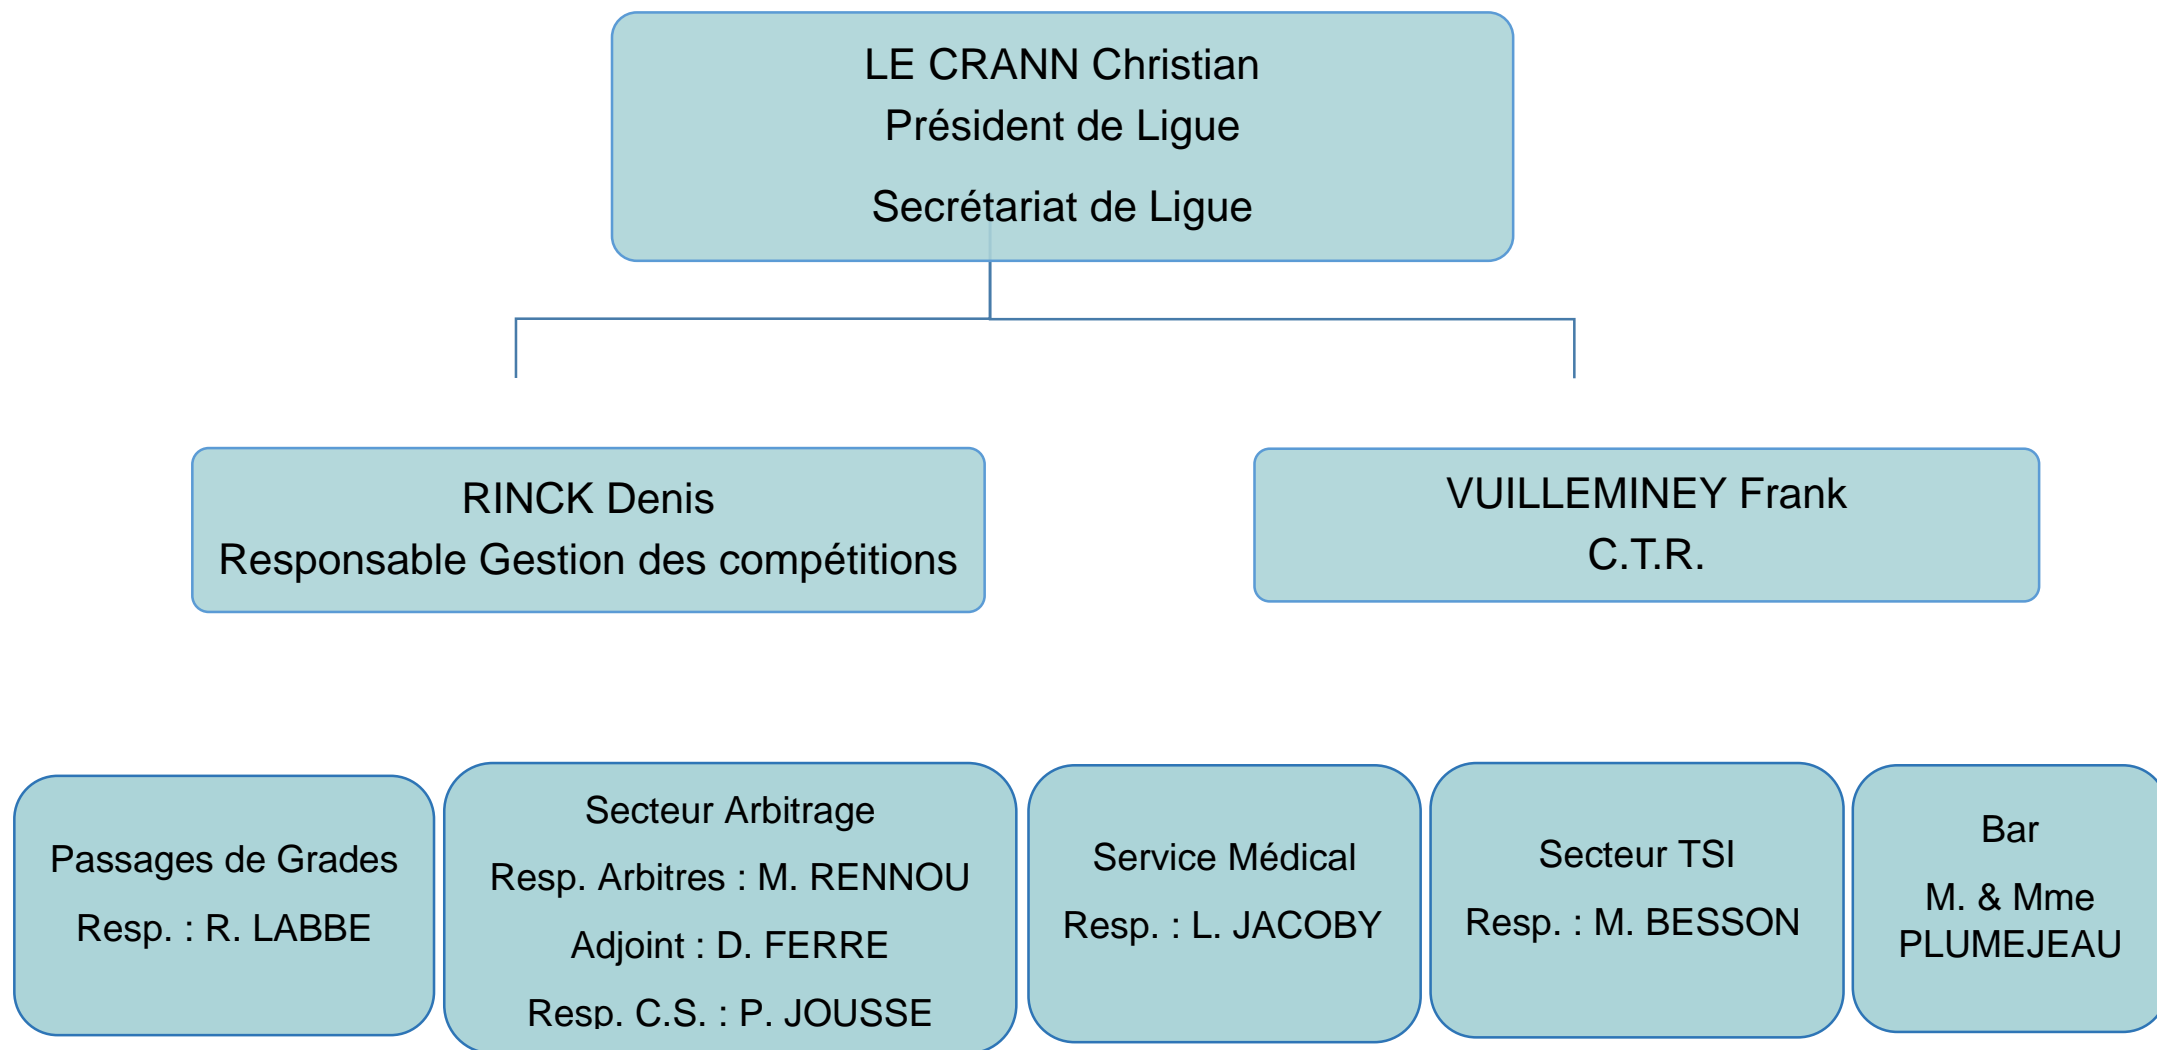 LE CRANN Christian
Président de Ligue
Secrétariat de Ligue
RINCK Denis
Responsable Gestion des compétitions
VUILLEMINEY Frank
C.T.R.
Passages de Grades
Resp. : R. LABBE
Secteur Arbitrage
Resp. Arbitres : M. RENNOU
Adjoint : D. FERRE
Resp. C.S. : P. JOUSSE
Service Médical
Resp. : L. JACOBY
Secteur TSI
Resp. : M. BESSON
Bar
M. & Mme
PLUMEJEAU